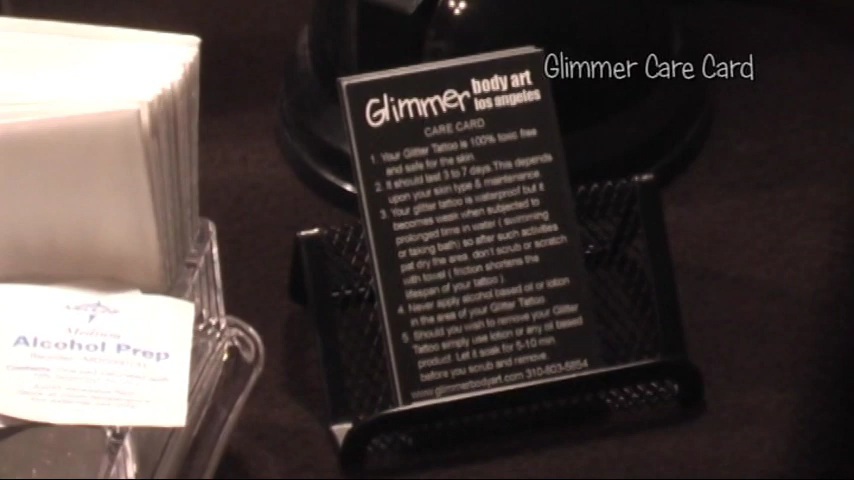 Glimmer Care Card
Glimmer body art
los angeles
CARE CARD
1. Your Glitter Tattoo is 100% toxic free
and safe for the skin.
2. It should last 3 to 7 days. This depends
upon your skin type & maintenance
3. Your glitter tattoo is waterproof but it
becomes weak when subjected to
prolonged time in water ( swimming
or taking bath) so after such activities
pat dry the area. don't scrub or scratch
with towel ( friction shortens the
lifespan of your tattoo )
4. Never apply alcohol based oil or lotion
in the area of your Glitter Tattoo.
5. Should you wish to remove your Glitter
Tattoo simply use lotion or any oil based
product. Let it soak for 5-10 min
before you scrub and remove.
www.glimmerbodyart.com 310-803-5854
Medium
Alcohol Prep